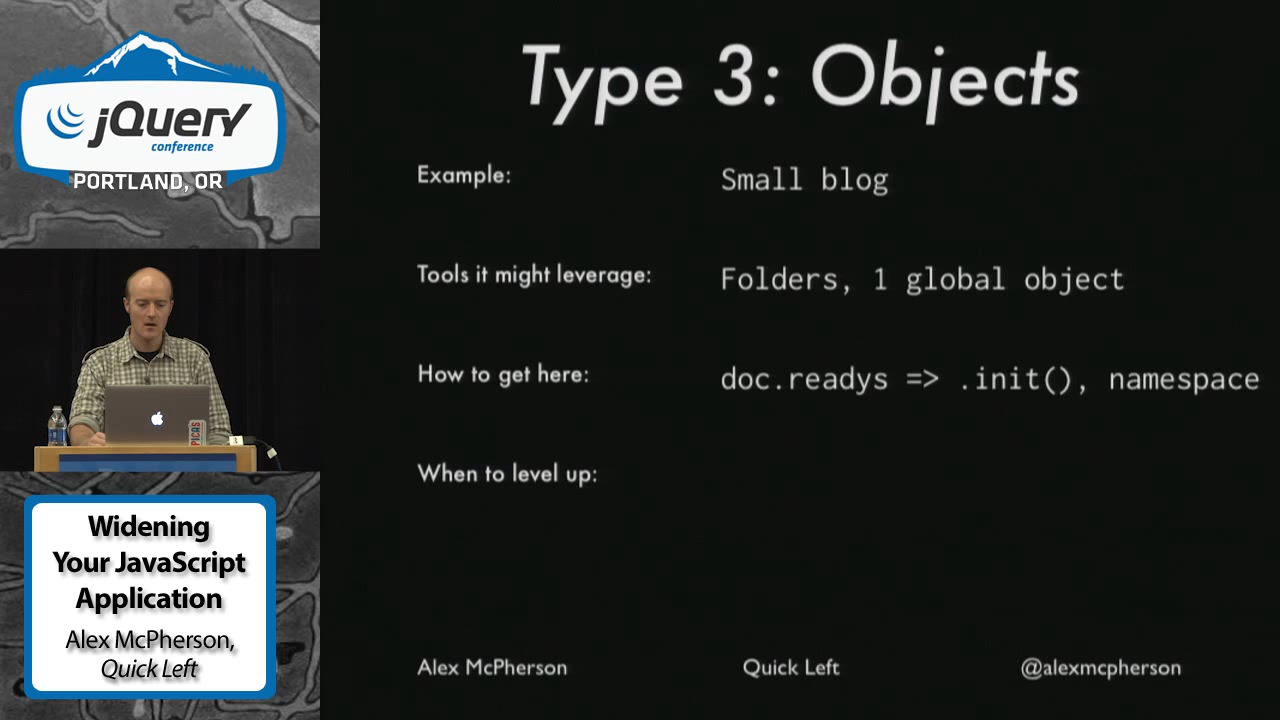 jQuery
conference
PORTLAND, OR
Widening
Your JavaScript
Application
Alex McPherson,
Quick Left
Type 3: Objects
Example: Small blog
Tools it might leverage: Folders, 1 global object
How to get here: doc.readys => .init(), namespace
When to level up:
Alex McPherson Quick Left @alexmcpherson